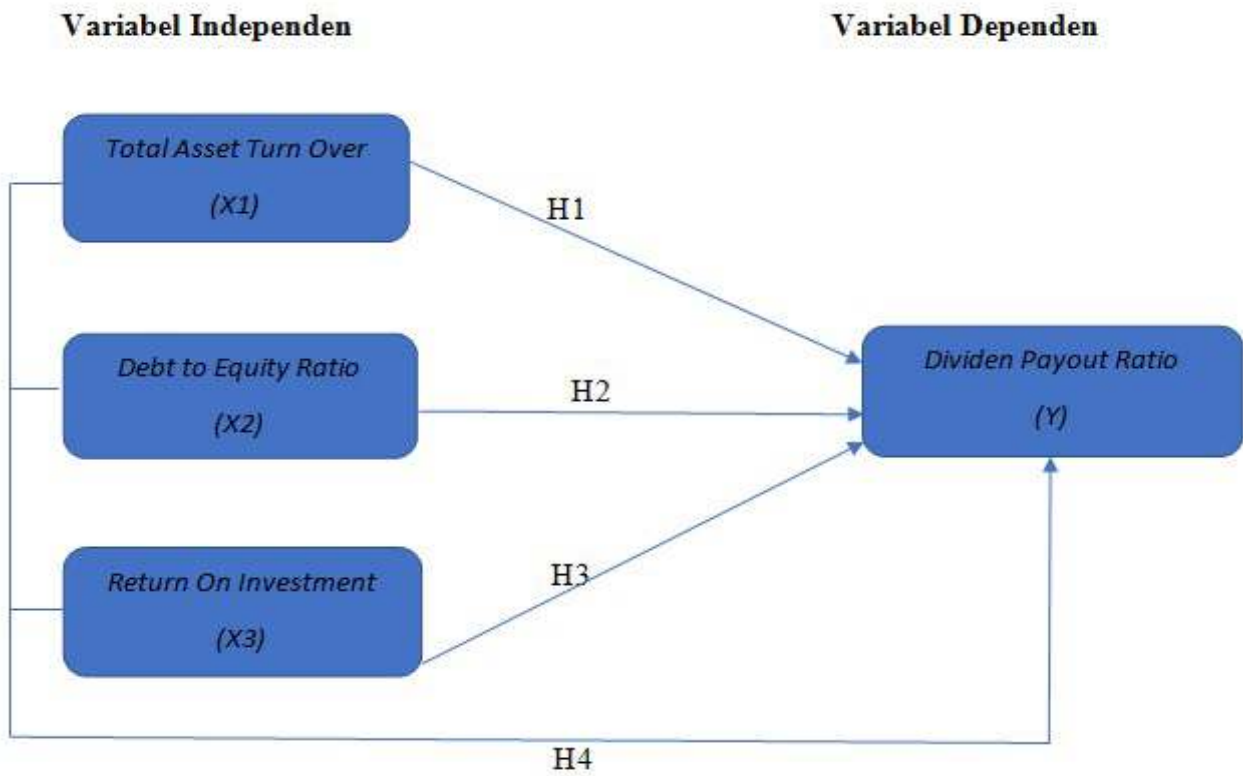 Variabel Independen
Variabel Dependen
Total Asset Turn Over
(X1)
H1
Debt to Equity Ratio
(X2)
H2
Dividen Payout Ratio
(Y)
Return On Investment
(X3)
H3
H4